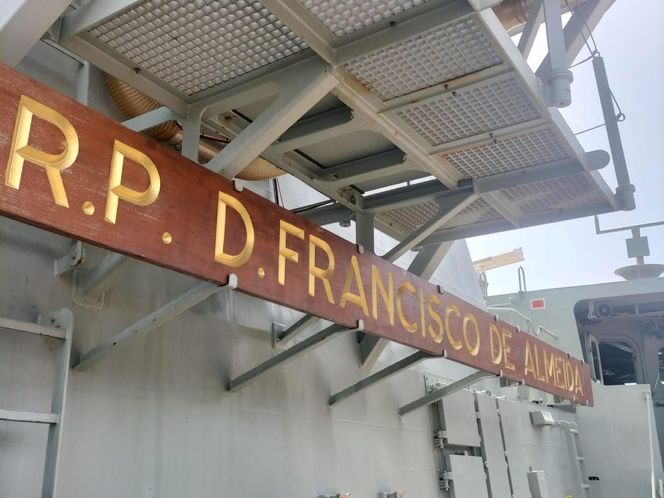 N.R.P. D. FRANCISCO DE ALMEIDA